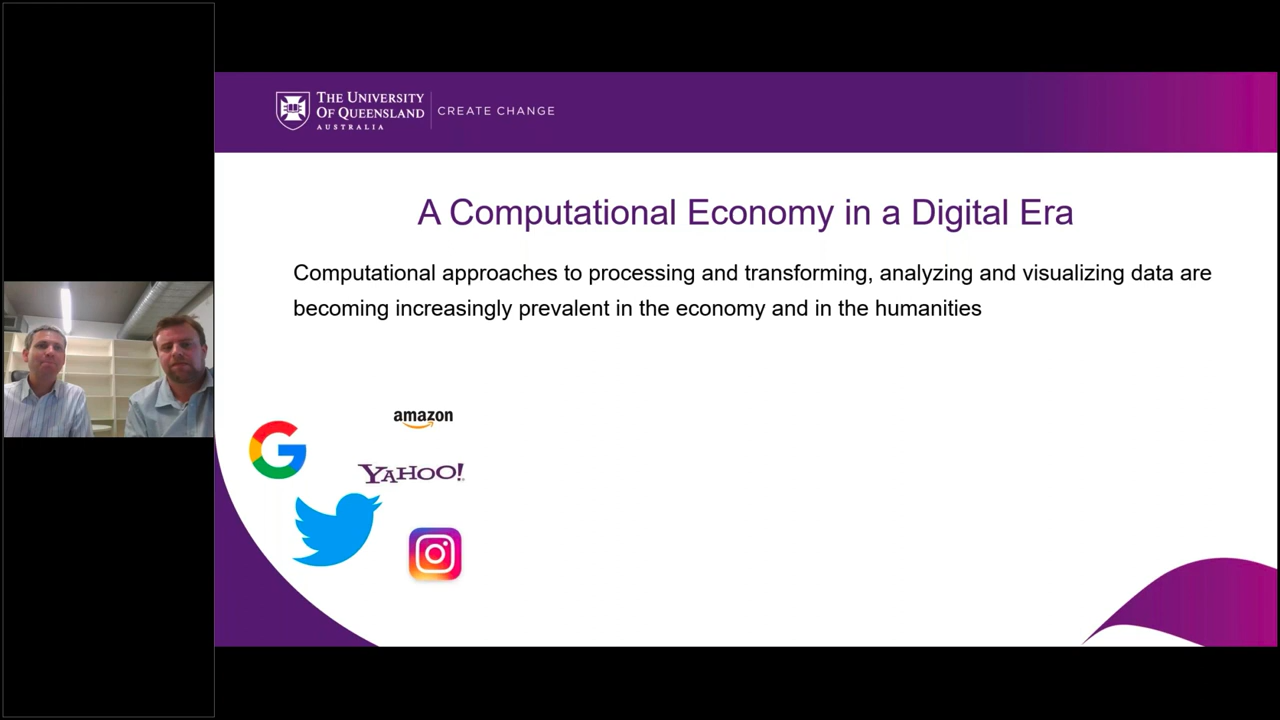 THE UNIVERSITY
OF QUEENSLAND
AUSTRALIA
CREATE CHANGE
A Computational Economy in a Digital Era
Computational approaches to processing and transforming, analyzing and visualizing data are
becoming increasingly prevalent in the economy and in the humanities
amazon
YAHOO!